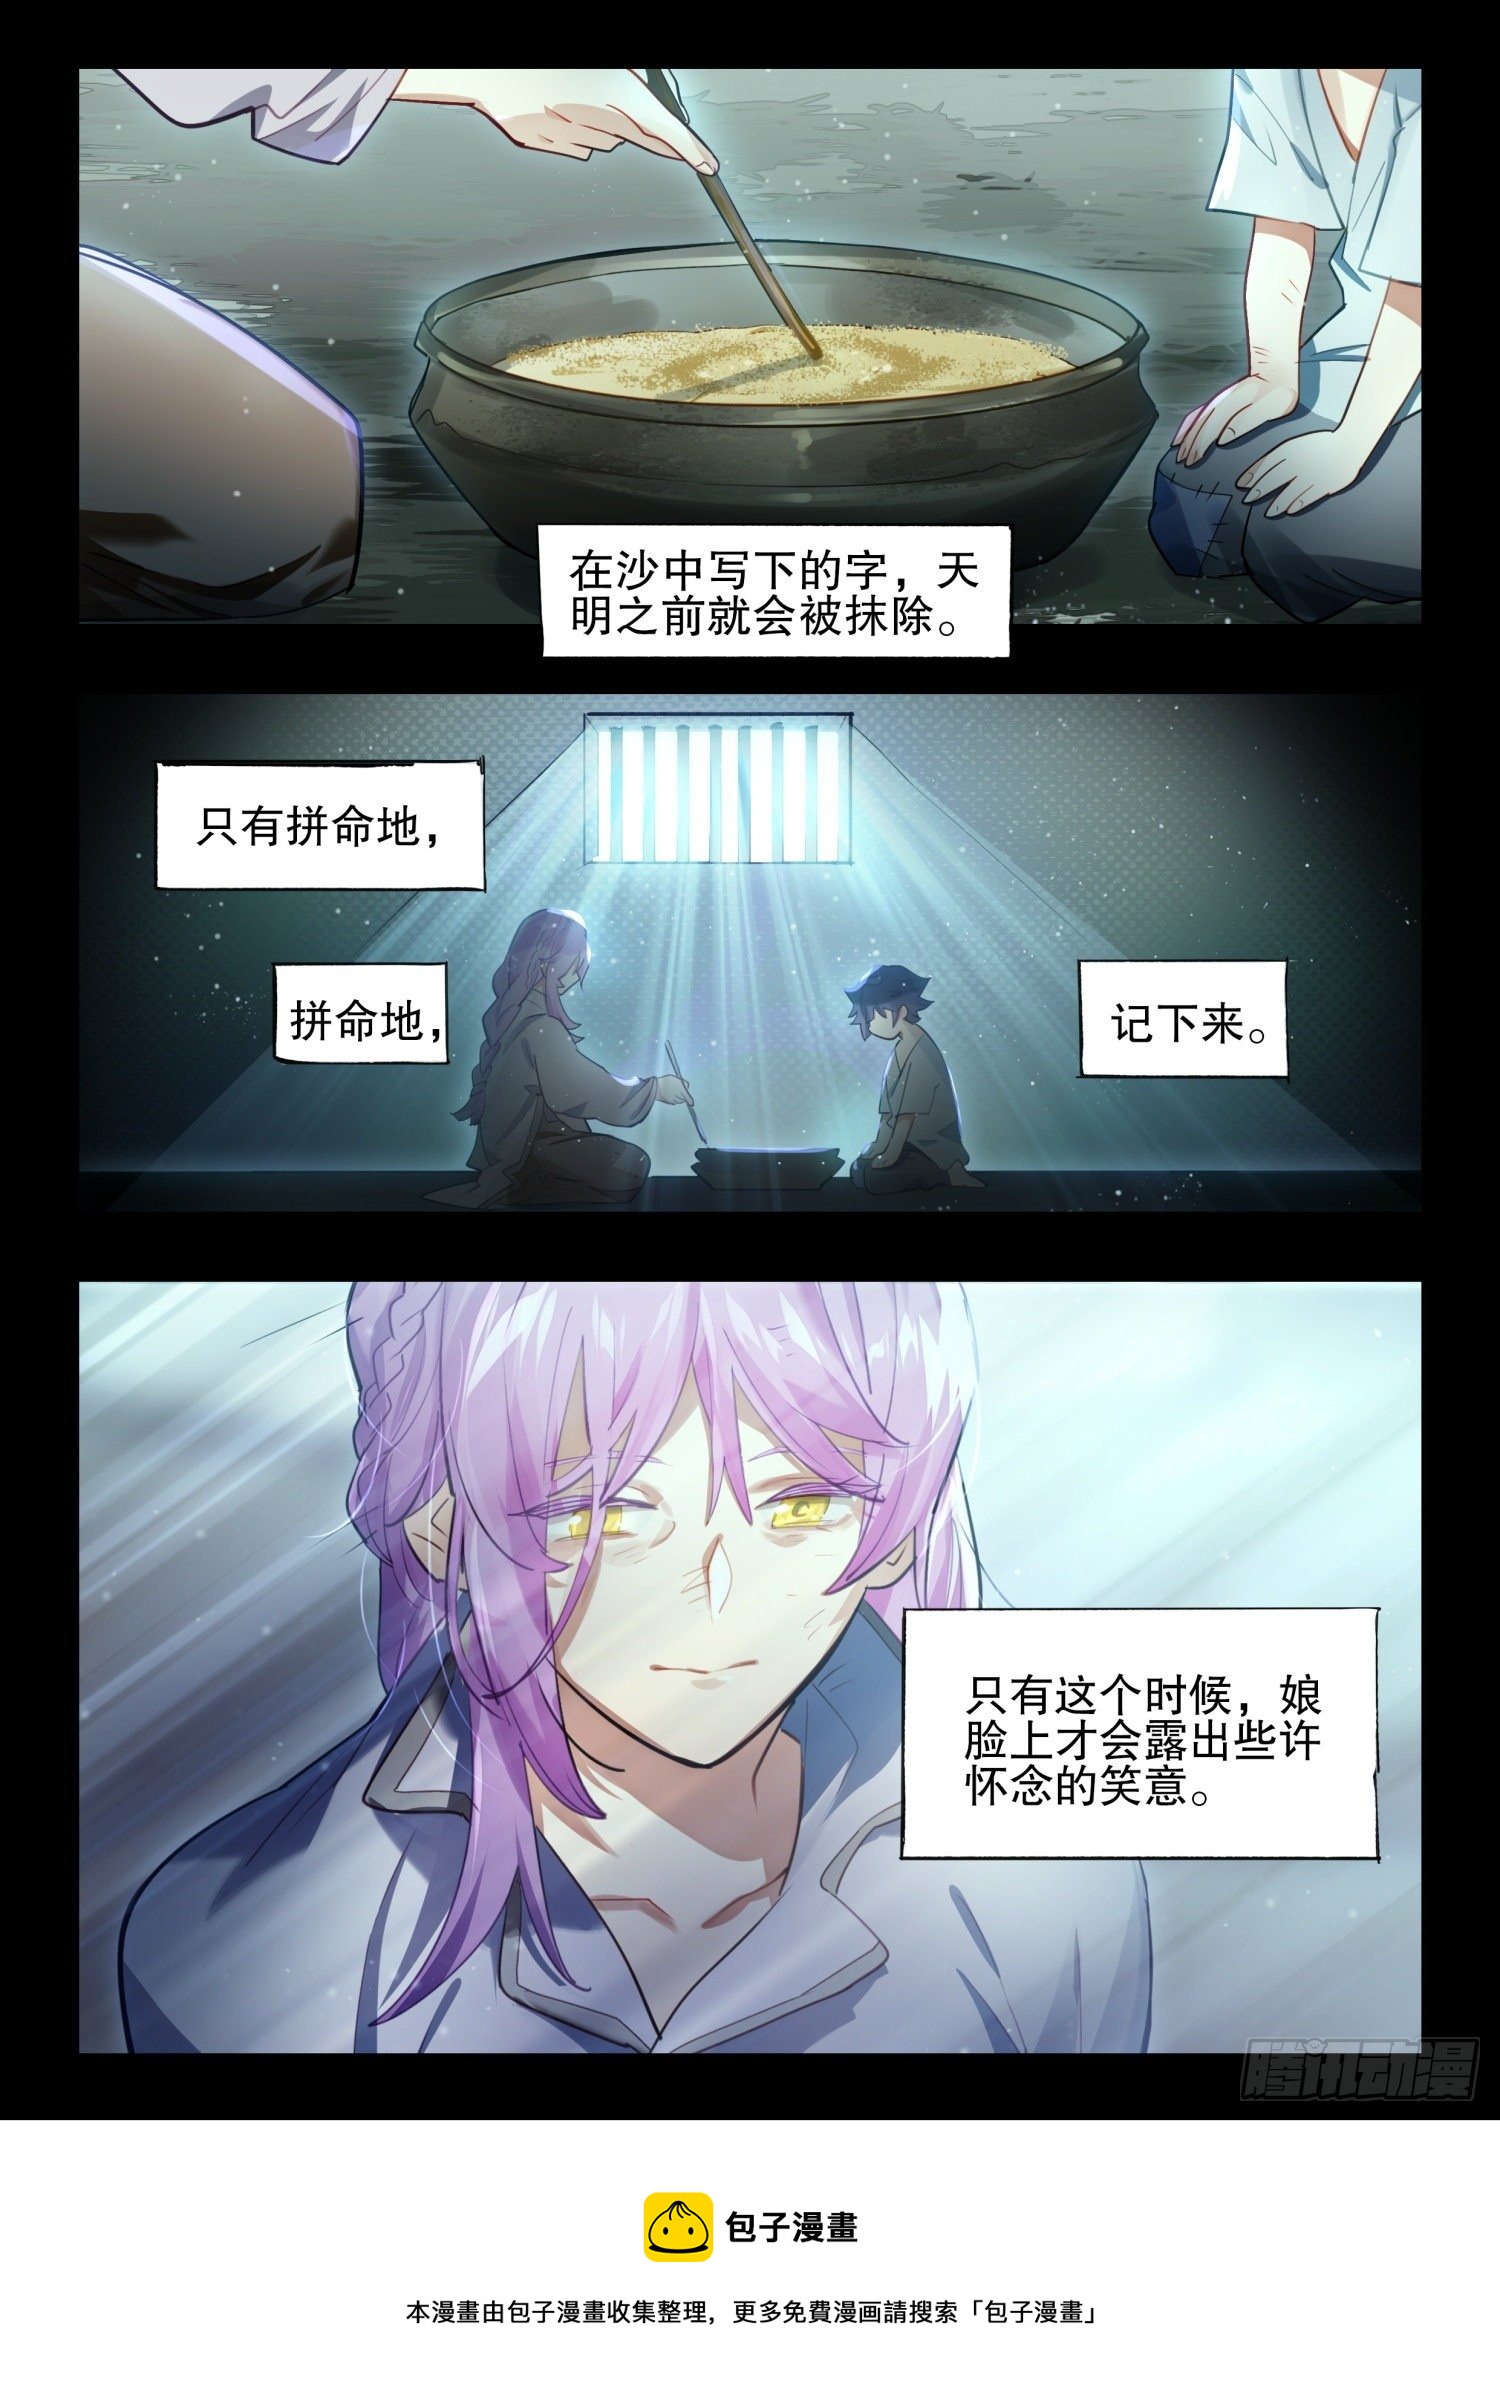 在沙中写下的字，天
明之前就会被抹除。
只有拼命地，
拼命地，
记下来。
只有这个时候，娘
脸上才会露出些许
怀念的笑意。
腾讯动漫
包子漫畫
本漫畫由包子漫畫收集整理，更多免費漫画請搜索「包子漫畫」